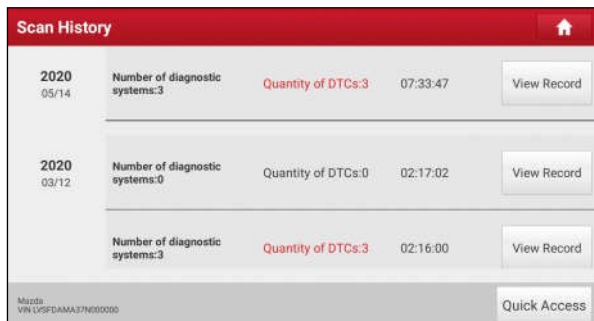 Scan History
2020
05/14
Number of diagnostic
systems:3
Quantity of DTCs:3
07:33:47
View Record
2020
03/12
Number of diagnostic
systems:0
Quantity of DTCs:0
02:17:02
View Record
Number of diagnostic
systems:3
Quantity of DTCs:3
02:16:00
View Record
Mazda
VIN LVSFDAMA37N000000
Quick Access